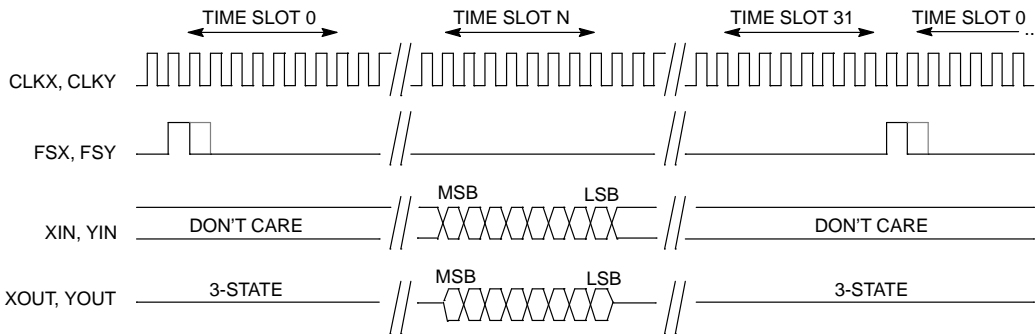 TIME SLOT 0 TIME SLOT N TIME SLOT 31 TIME SLOT 0
...
CLKX, CLKY
FSX, FSY
MSB LSB
XIN, YIN DON'T CARE DON'T CARE
MSB LSB
XOUT, YOUT 3-STATE 3-STATE